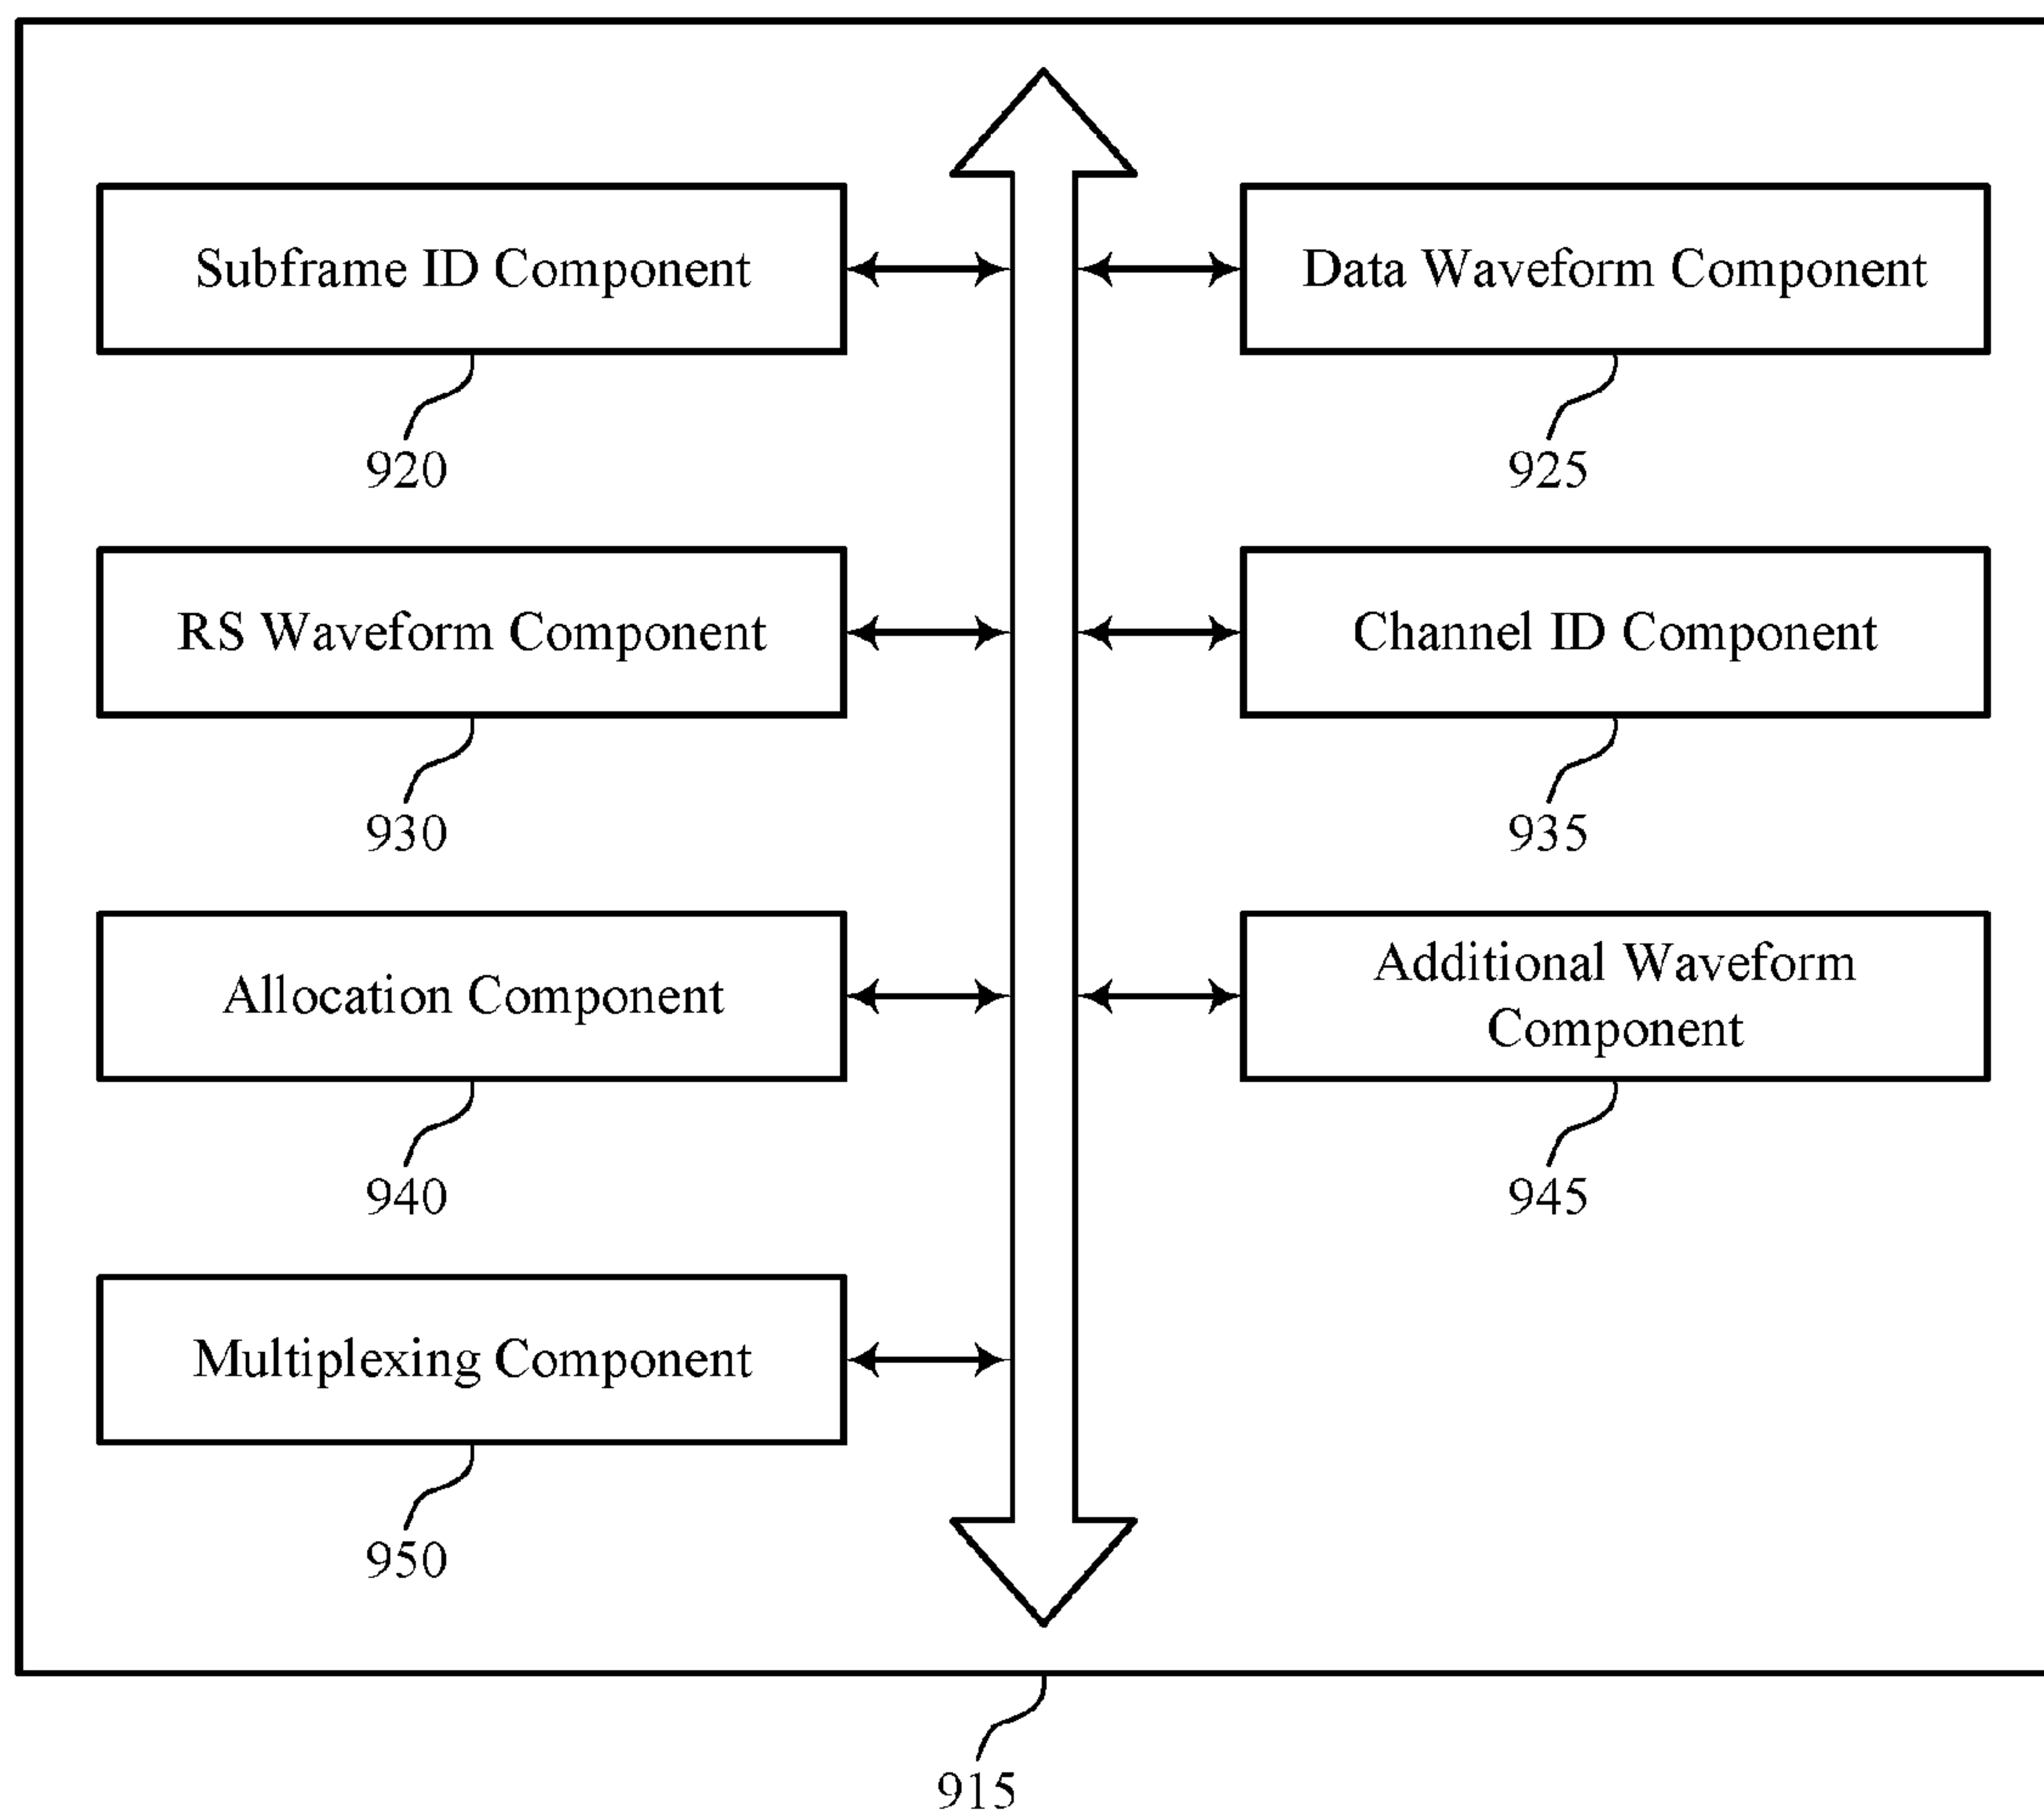 Subframe ID Component
Data Waveform Component
920
925
RS Waveform Component
Channel ID Component
930
935
Allocation Component
Additional Waveform
Component
940
945
Multiplexing Component
950
915